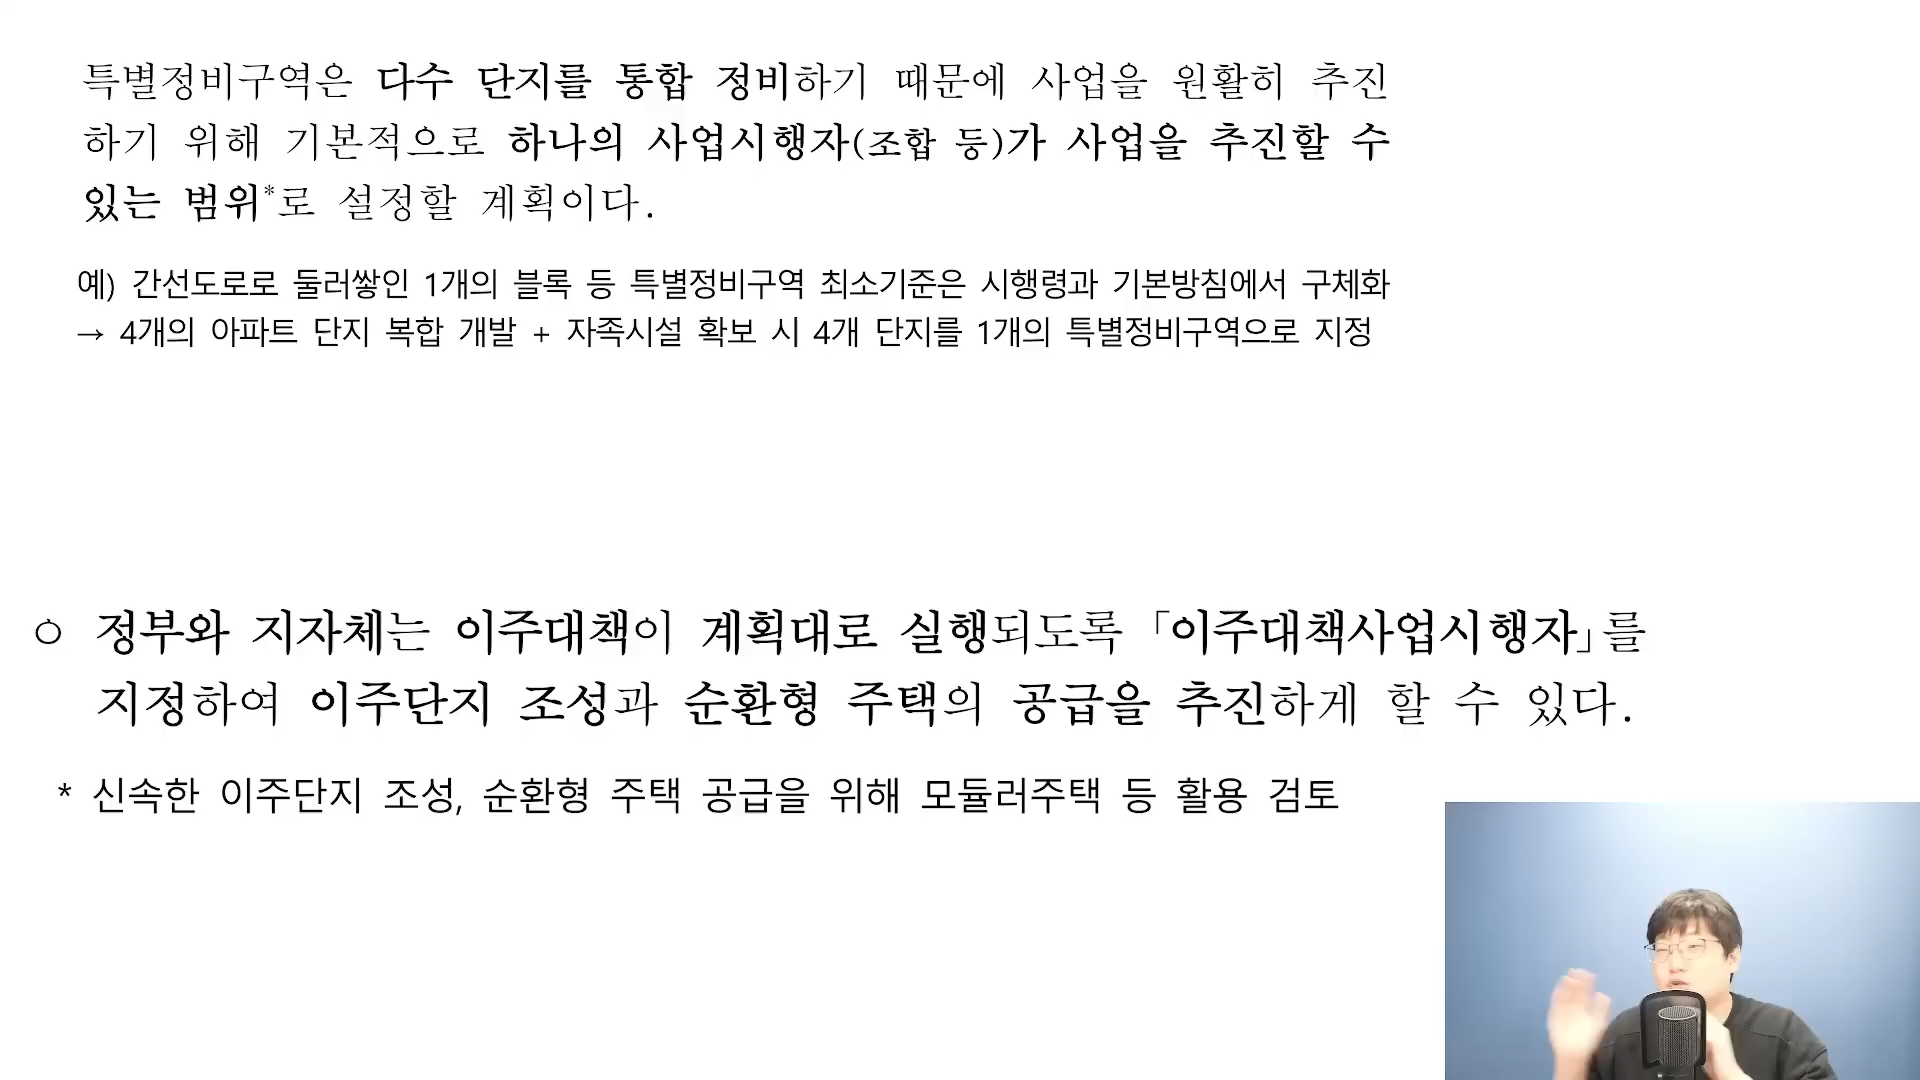 특별정비구역은 다수 단지를 통합 정비하기 때문에 사업을 원활히 추진
하기 위해 기본적으로 하나의 사업시행자(조합 등)가 사업을 추진할 수
있는 범위*로 설정할 계획이다.
예) 간선도로로 둘러쌓인 1개의 블록 등 특별정비구역 최소기준은 시행령과 기본방침에서 구체화
→ 4개의 아파트 단지 복합 개발 + 자족시설 확보 시 4개 단지를 1개의 특별정비구역으로 지정
ㅇ 정부와 지자체는 이주대책이 계획대로 실행되도록 「이주대책사업시행자」를
지정하여 이주단지 조성과 순환형 주택의 공급을 추진하게 할 수 있다.
* 신속한 이주단지 조성, 순환형 주택 공급을 위해 모듈러주택 등 활용 검토